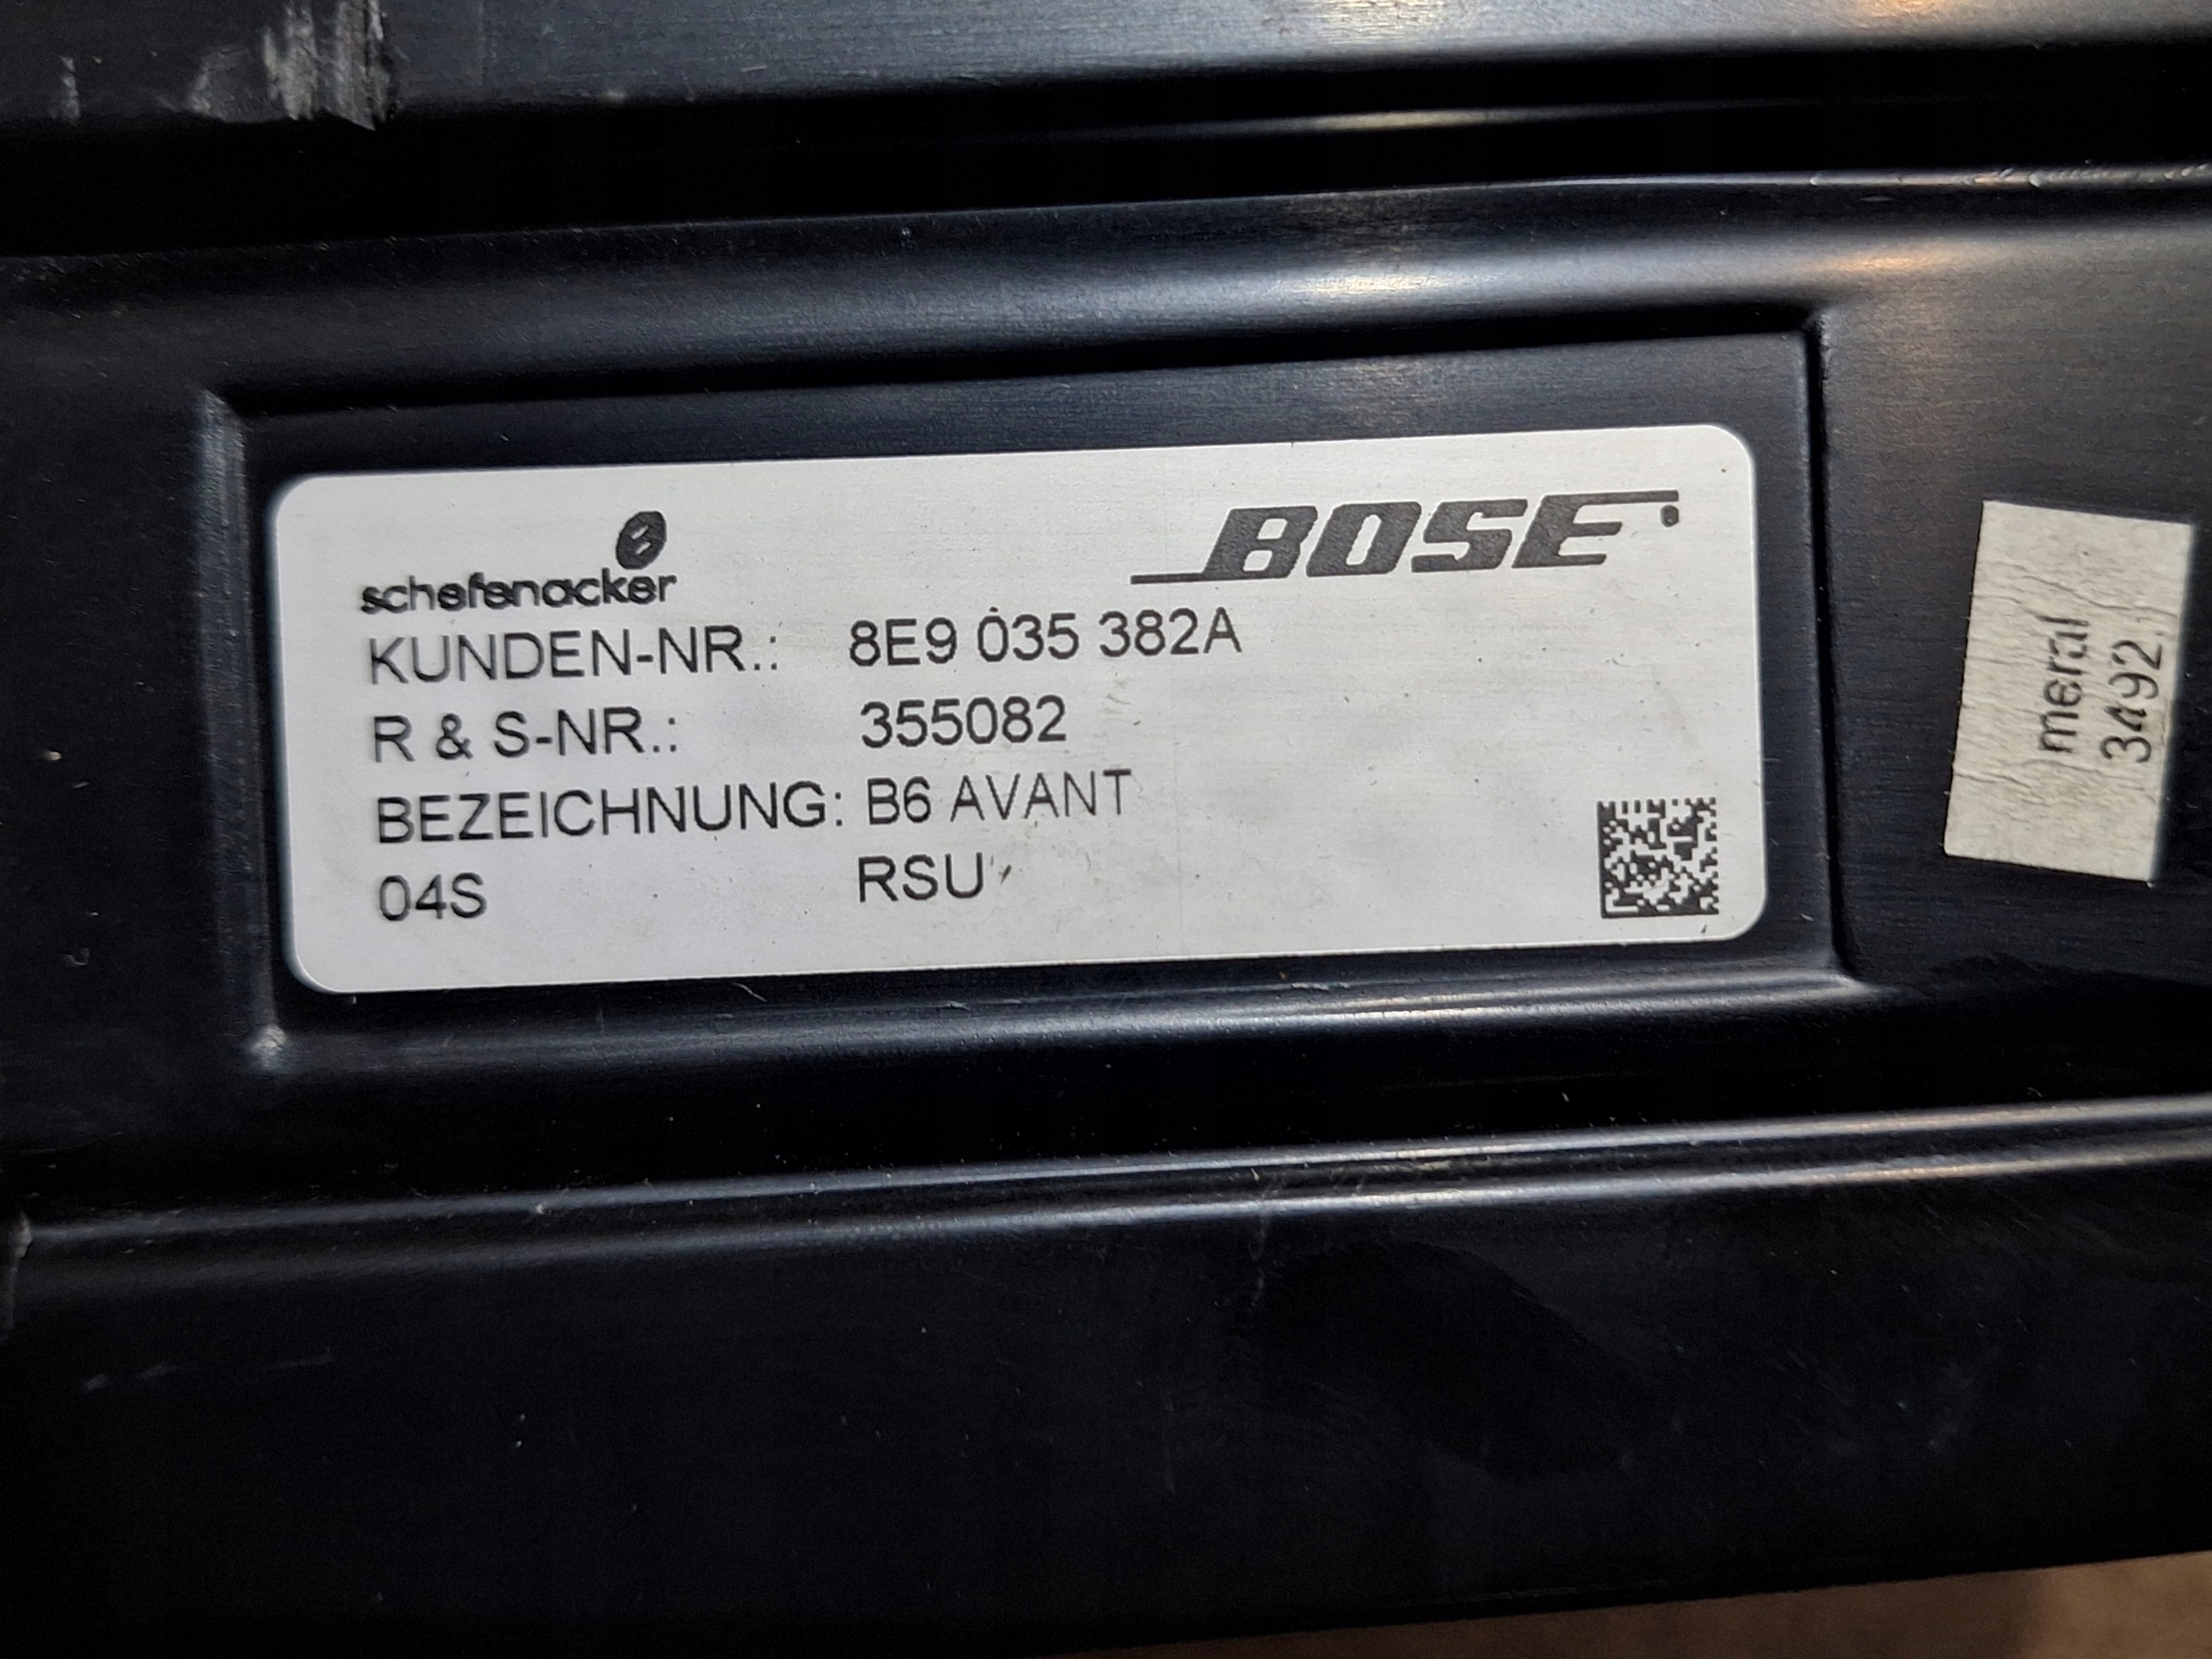 schefenacker
BOSE
KUNDEN-NR.: 8E9 035 382A
R & S-NR.: 355082
BEZEICHNUNG: B6 AVANT
04S RSU
meral
3492